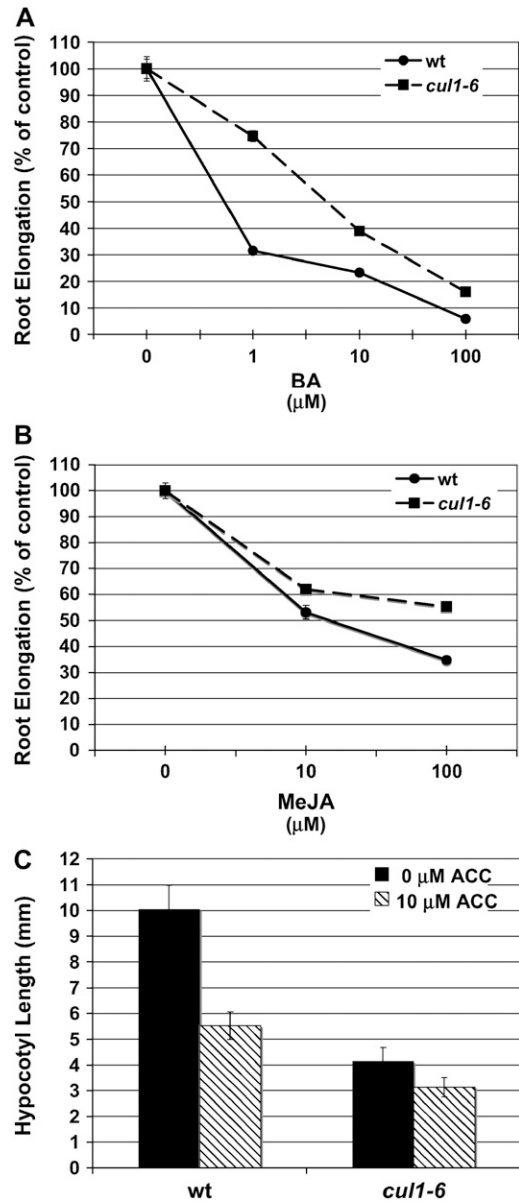 A
Root Elongation (% of control)
110
100
90
80
70
60
50
40
30
20
10
0
wt
cul1-6
0 1 10 100
BA
(μM)
B
Root Elongation (% of control)
110
100
90
80
70
60
50
40
30
20
10
0
wt
cul1-6
0 10 100
MeJA
(μM)
C
Hypocotyl Length (mm)
12
11
10
9
8
7
6
5
4
3
2
1
0
0 μM ACC
10 μM ACC
wt cul1-6